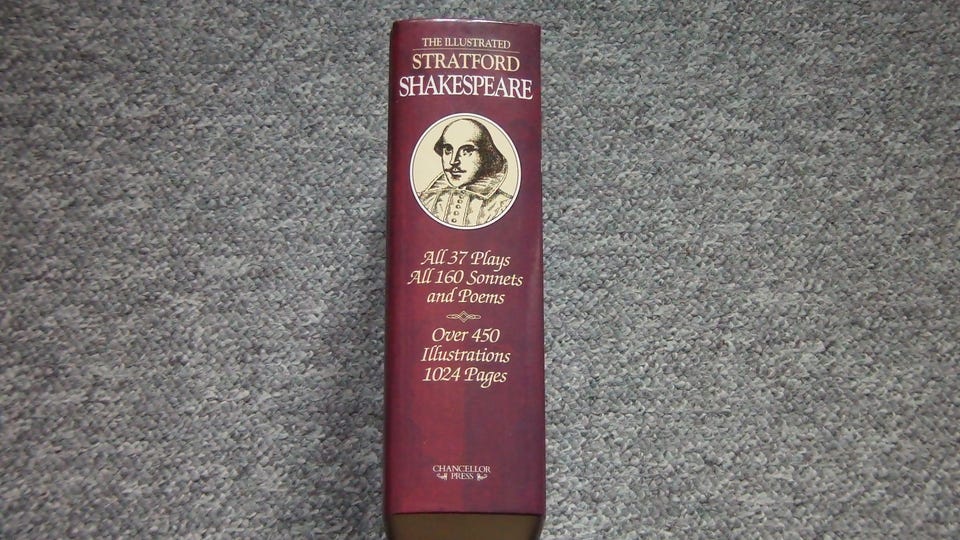 THE ILLUSTRATED
STRATFORD
SHAKESPEARE
All 37 Plays
All 160 Sonnets
and Poems
Over 450
Illustrations
1024 Pages
CHANCELLOR
PRESS